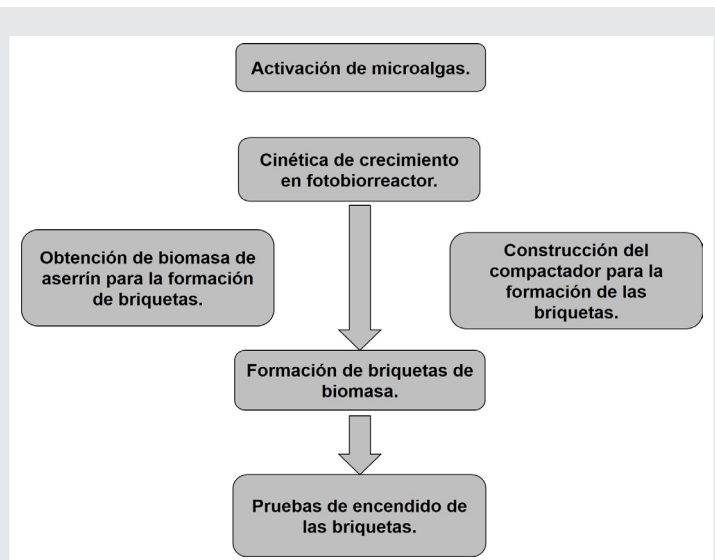 Activación de microalgas.
Cinética de crecimiento
en fotobiorreactor.
Obtención de biomasa de
aserrín para la formación
de briquetas.
Construcción del
compactador para la
formación de las
briquetas.
Formación de briquetas de
biomasa.
Pruebas de encendido de
las briquetas.